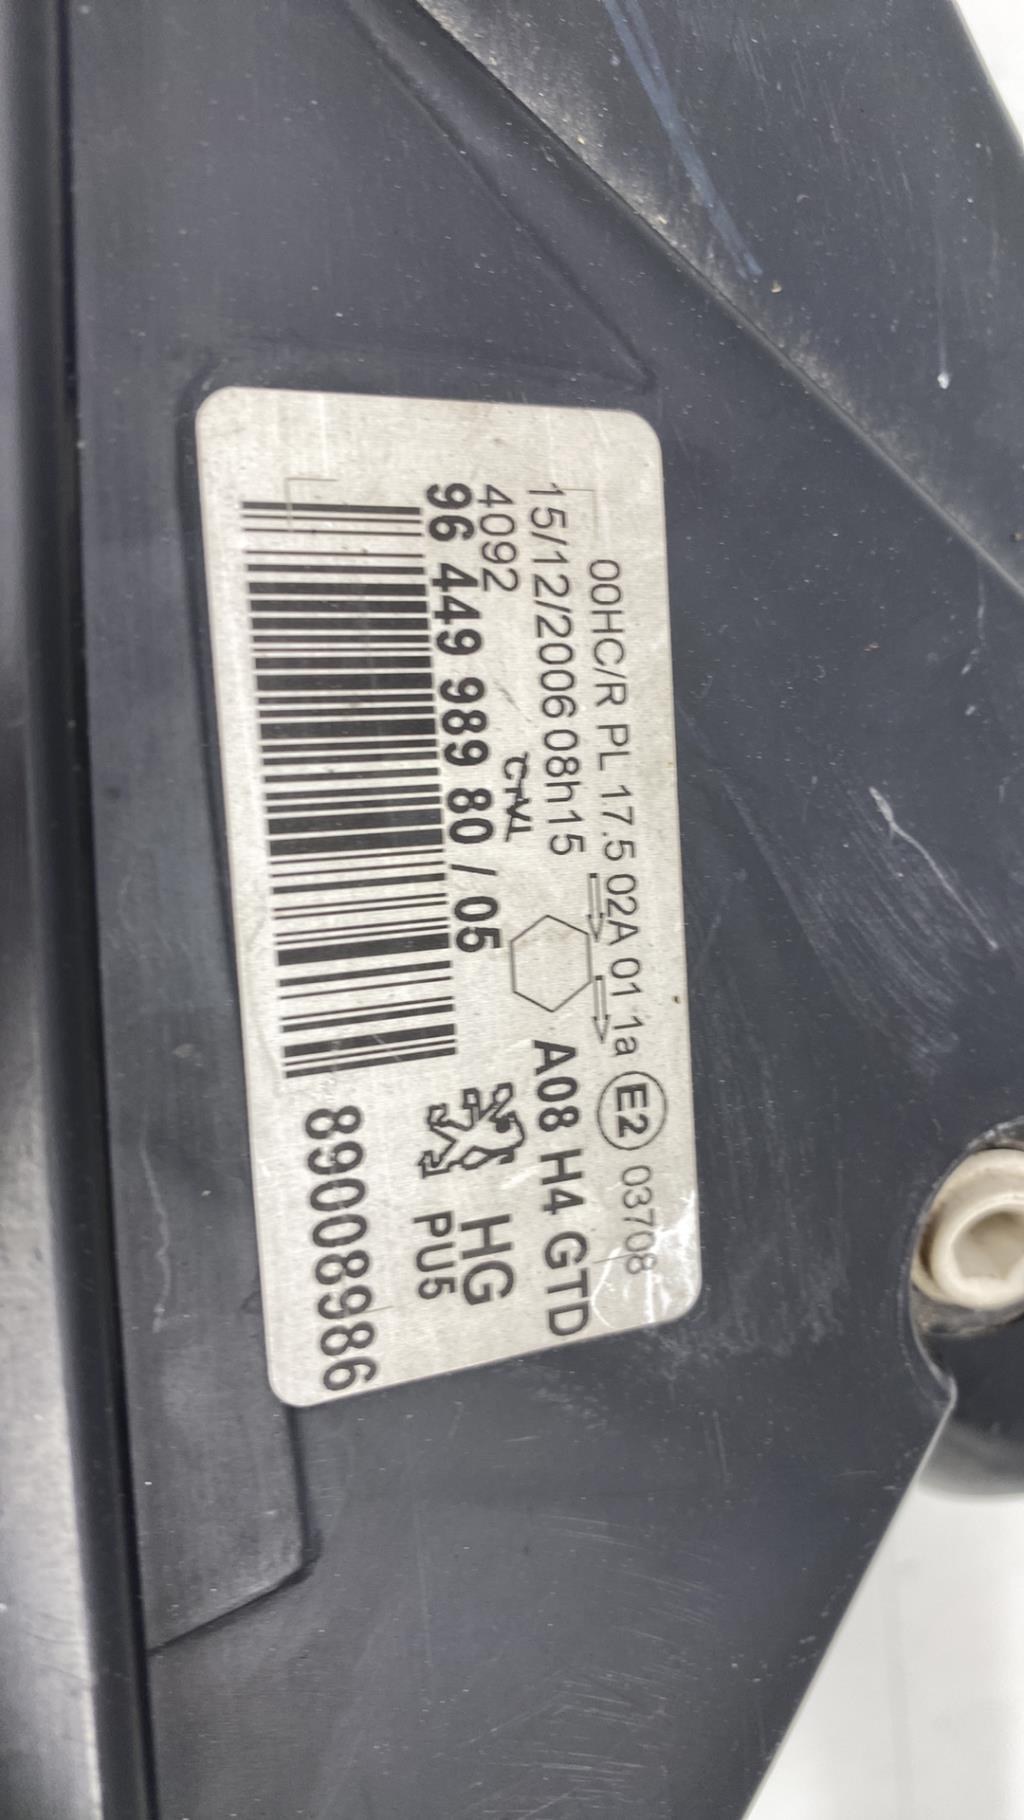 00HC/R PL 17.5 02A 01 1a E2 03708
15/12/2006 08h15
A08 H4 GTD
4092
96 449 989 80 / 05
HG
PU5
89008986